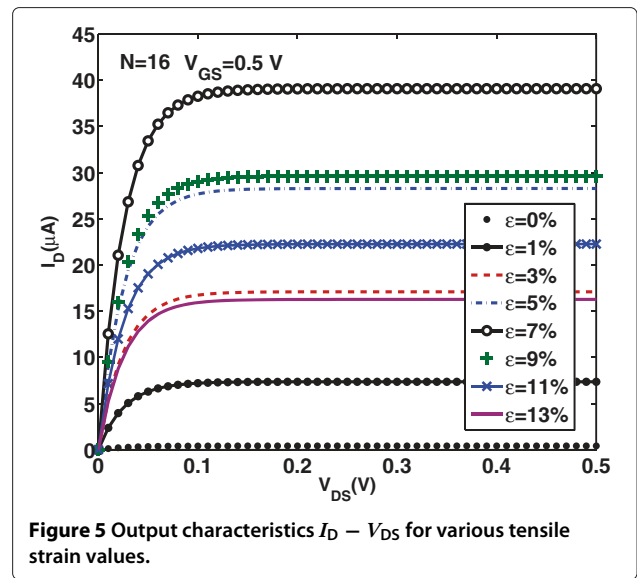 45
40
35
30
25
20
15
10
5
0
I_D(μA)
N=16 V_GS=0.5 V
ε=0%
ε=1%
ε=3%
ε=5%
ε=7%
ε=9%
ε=11%
ε=13%
0 0.1 0.2 0.3 0.4 0.5
V_DS(V)
Figure 5 Output characteristics I_D − V_DS for various tensile
strain values.